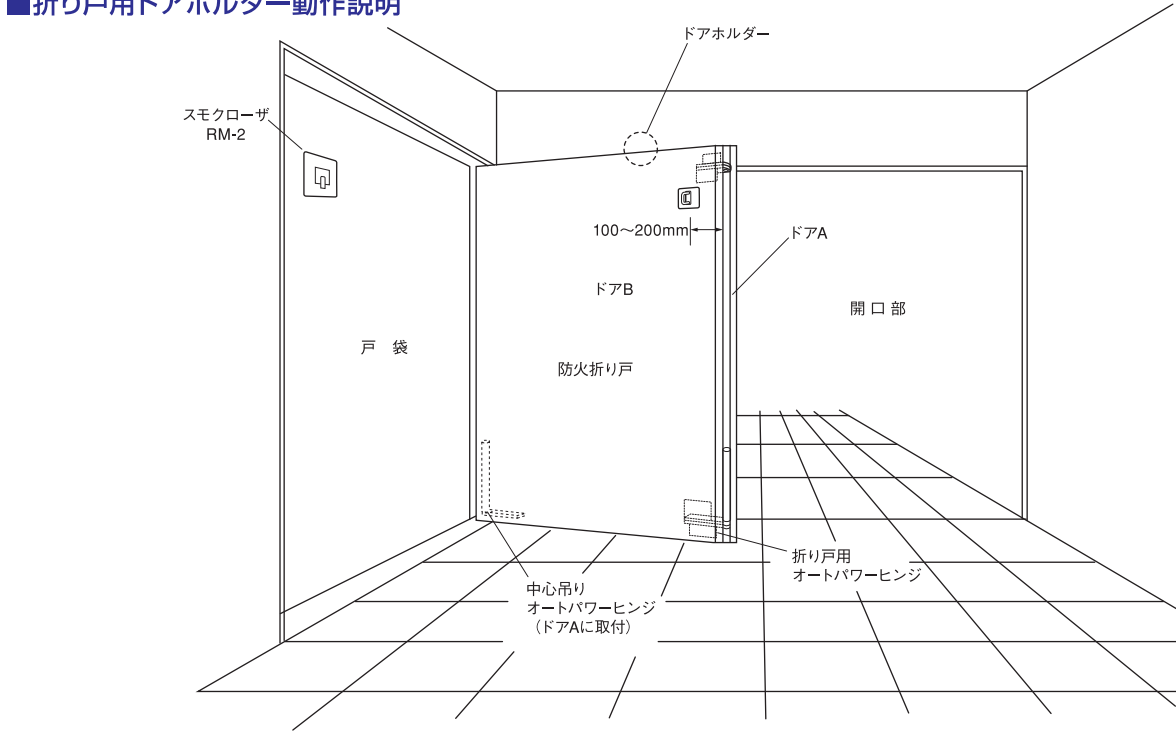 ■折り戸用ドアホルダー動作説明
ドアホルダー
スモクローザ
RM-2
100～200mm
ドアA
ドアB
開口部
戸　袋
防火折り戸
折り戸用
オートパワーヒンジ
中心吊り
オートパワーヒンジ
（ドアAに取付）